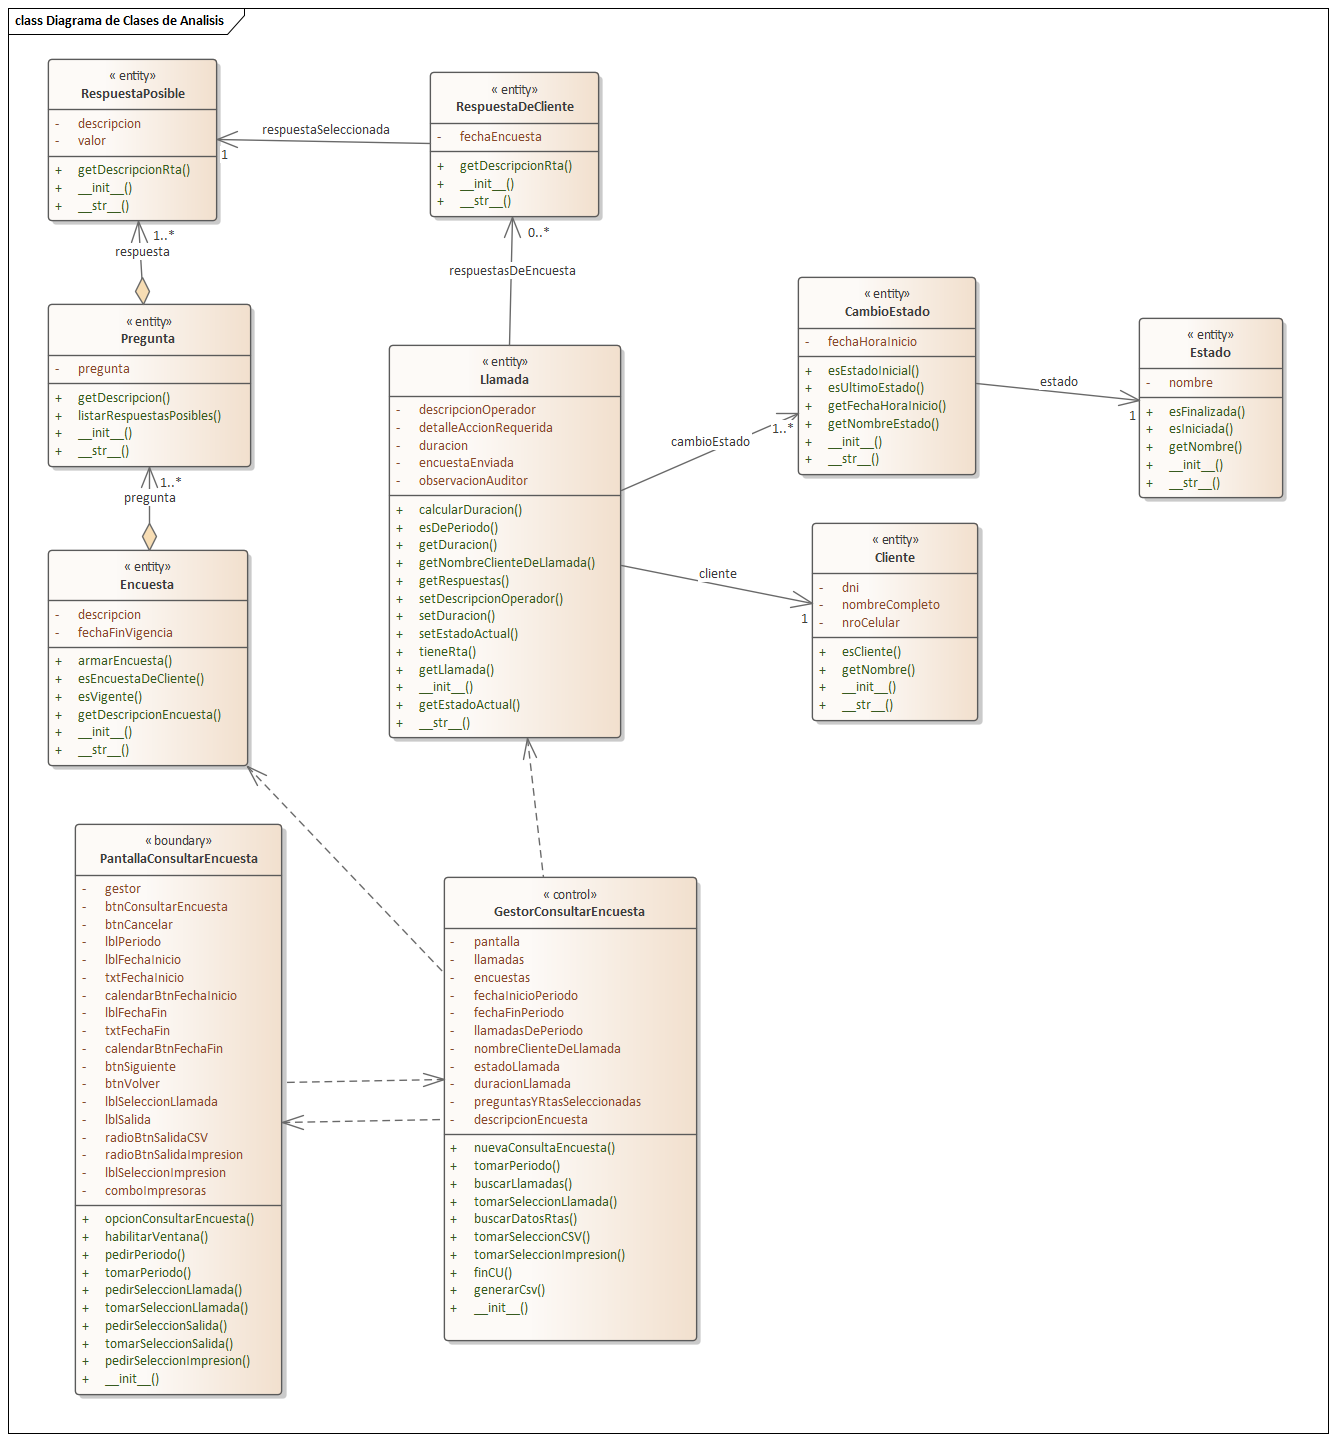 class Diagrama de Clases de Analisis
« entity»
RespuestaPosible
- descripcion
- valor
+ getDescripcionRta()
+ __init__()
+ __str__()
« entity»
RespuestaDeCliente
- fechaEncuesta
+ getDescripcionRta()
+ __init__()
+ __str__()
respuestaSeleccionada
1
1..*
respuesta
0..*
respuestasDeEncuesta
« entity»
Pregunta
- pregunta
+ getDescripcion()
+ listarRespuestasPosibles()
+ __init__()
+ __str__()
1..*
pregunta
« entity»
Encuesta
- descripcion
- fechaFinVigencia
+ armarEncuesta()
+ esEncuestaDeCliente()
+ esVigente()
+ getDescripcionEncuesta()
+ __init__()
+ __str__()
« entity»
Llamada
- descripcionOperador
- detalleAccionRequerida
- duracion
- encuestaEnviada
- observacionAuditor
+ calcularDuracion()
+ esDePeriodo()
+ getDuracion()
+ getNombreClienteDeLlamada()
+ getRespuestas()
+ setDescripcionOperador()
+ setDuracion()
+ setEstadoActual()
+ tieneRta()
+ getLlamada()
+ __init__()
+ getEstadoActual()
+ __str__()
cambioEstado
1..*
cliente
1
« entity»
CambioEstado
- fechaHoraInicio
+ esEstadoInicial()
+ esUltimoEstado()
+ getFechaHoraInicio()
+ getNombreEstado()
+ __init__()
+ __str__()
estado
1
« entity»
Estado
- nombre
+ esFinalizada()
+ esIniciada()
+ getNombre()
+ __init__()
+ __str__()
« entity»
Cliente
- dni
- nombreCompleto
- nroCelular
+ esCliente()
+ getNombre()
+ __init__()
+ __str__()
« boundary»
PantallaConsultarEncuesta
- gestor
- btnConsultarEncuesta
- btnCancelar
- lblPeriodo
- lblFechaInicio
- txtFechaInicio
- calendarBtnFechaInicio
- lblFechaFin
- txtFechaFin
- calendarBtnFechaFin
- btnSiguiente
- btnVolver
- lblSeleccionLlamada
- lblSalida
- radioBtnSalidaCSV
- radioBtnSalidaImpresion
- lblSeleccionImpresion
- comboImpresoras
+ opcionConsultarEncuesta()
+ habilitarVentana()
+ pedirPeriodo()
+ tomarPeriodo()
+ pedirSeleccionLlamada()
+ tomarSeleccionLlamada()
+ pedirSeleccionSalida()
+ tomarSeleccionSalida()
+ pedirSeleccionImpresion()
+ __init__()
« control»
GestorConsultarEncuesta
- pantalla
- llamadas
- encuestas
- fechaInicioPeriodo
- fechaFinPeriodo
- llamadasDePeriodo
- nombreClienteDeLlamada
- estadoLlamada
- duracionLlamada
- preguntasYRtasSeleccionadas
- descripcionEncuesta
+ nuevaConsultaEncuesta()
+ tomarPeriodo()
+ buscarLlamadas()
+ tomarSeleccionLlamada()
+ buscarDatosRtas()
+ tomarSeleccionCSV()
+ tomarSeleccionImpresion()
+ finCU()
+ generarCsv()
+ __init__()